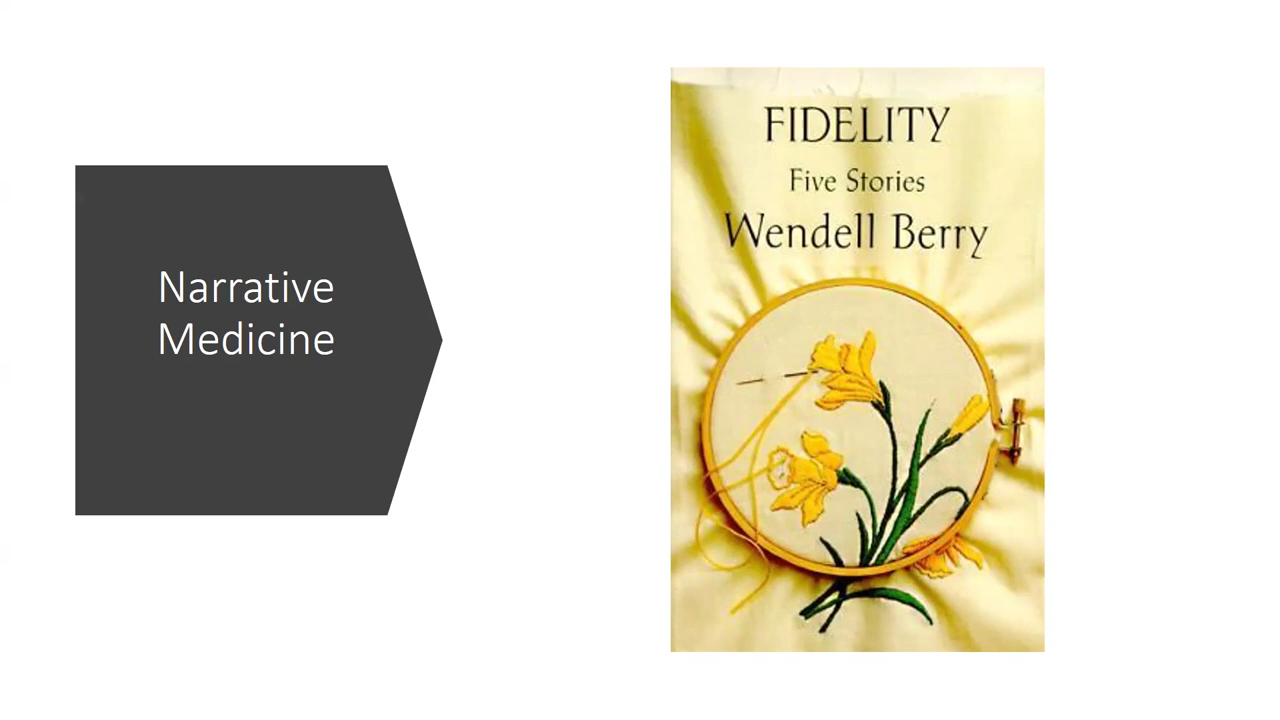 Narrative
Medicine
FIDELITY
Five Stories
Wendell Berry